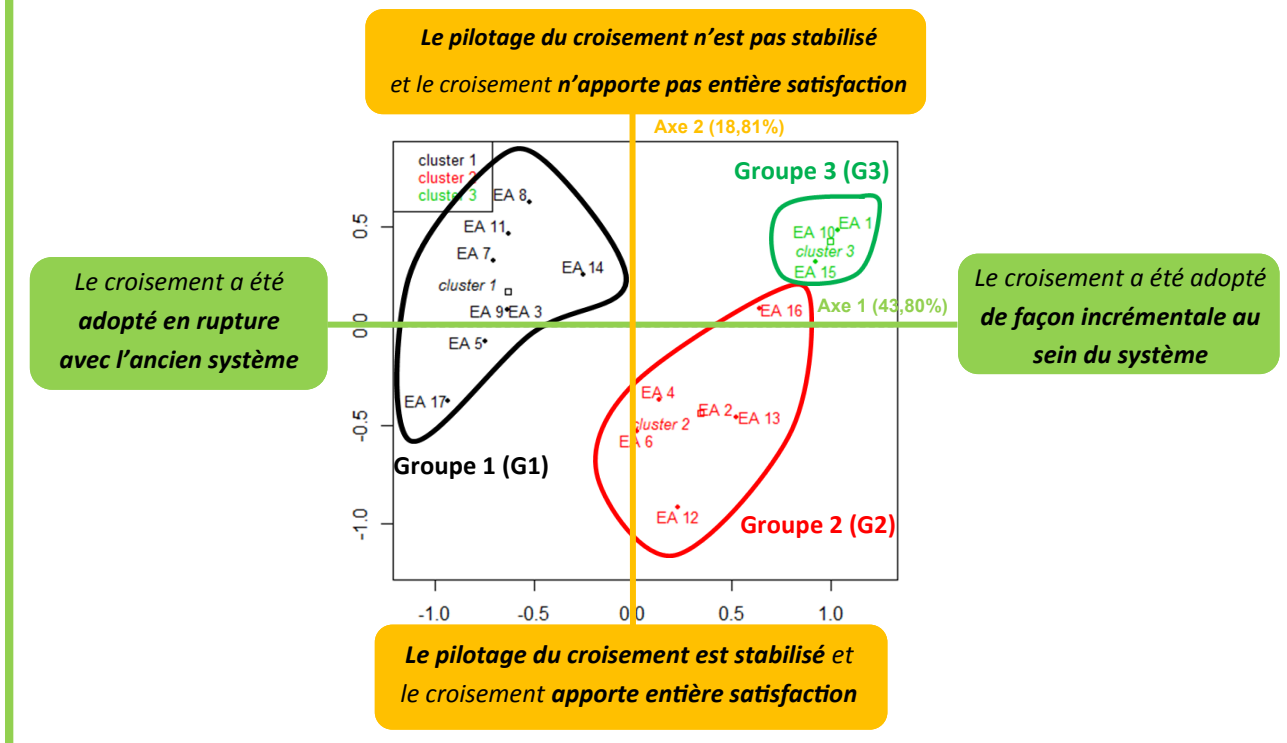 Le pilotage du croisement n'est pas stabilisé
et le croisement n'apporte pas entière satisfaction
Axe 2 (18,81%)
cluster 1
cluster 2
cluster 3
Groupe 3 (G3)
EA 8
EA 11
EA 10 EA 1
EA 7
cluster 3
EA 14
EA 15
cluster 1
Le croisement a été
adopté en rupture
avec l'ancien système
Le croisement a été adopté
de façon incrémentale au
sein du système
EA 9 EA 3
EA 16
Axe 1 (43,80%)
EA 5
EA 17
EA 4
EA 2 EA 13
cluster 2
EA 6
Groupe 1 (G1)
EA 12
Groupe 2 (G2)
0.5
0.0
-0.5
-1.0
-1.0 -0.5 0.0 0.5 1.0
Le pilotage du croisement est stabilisé et
le croisement apporte entière satisfaction